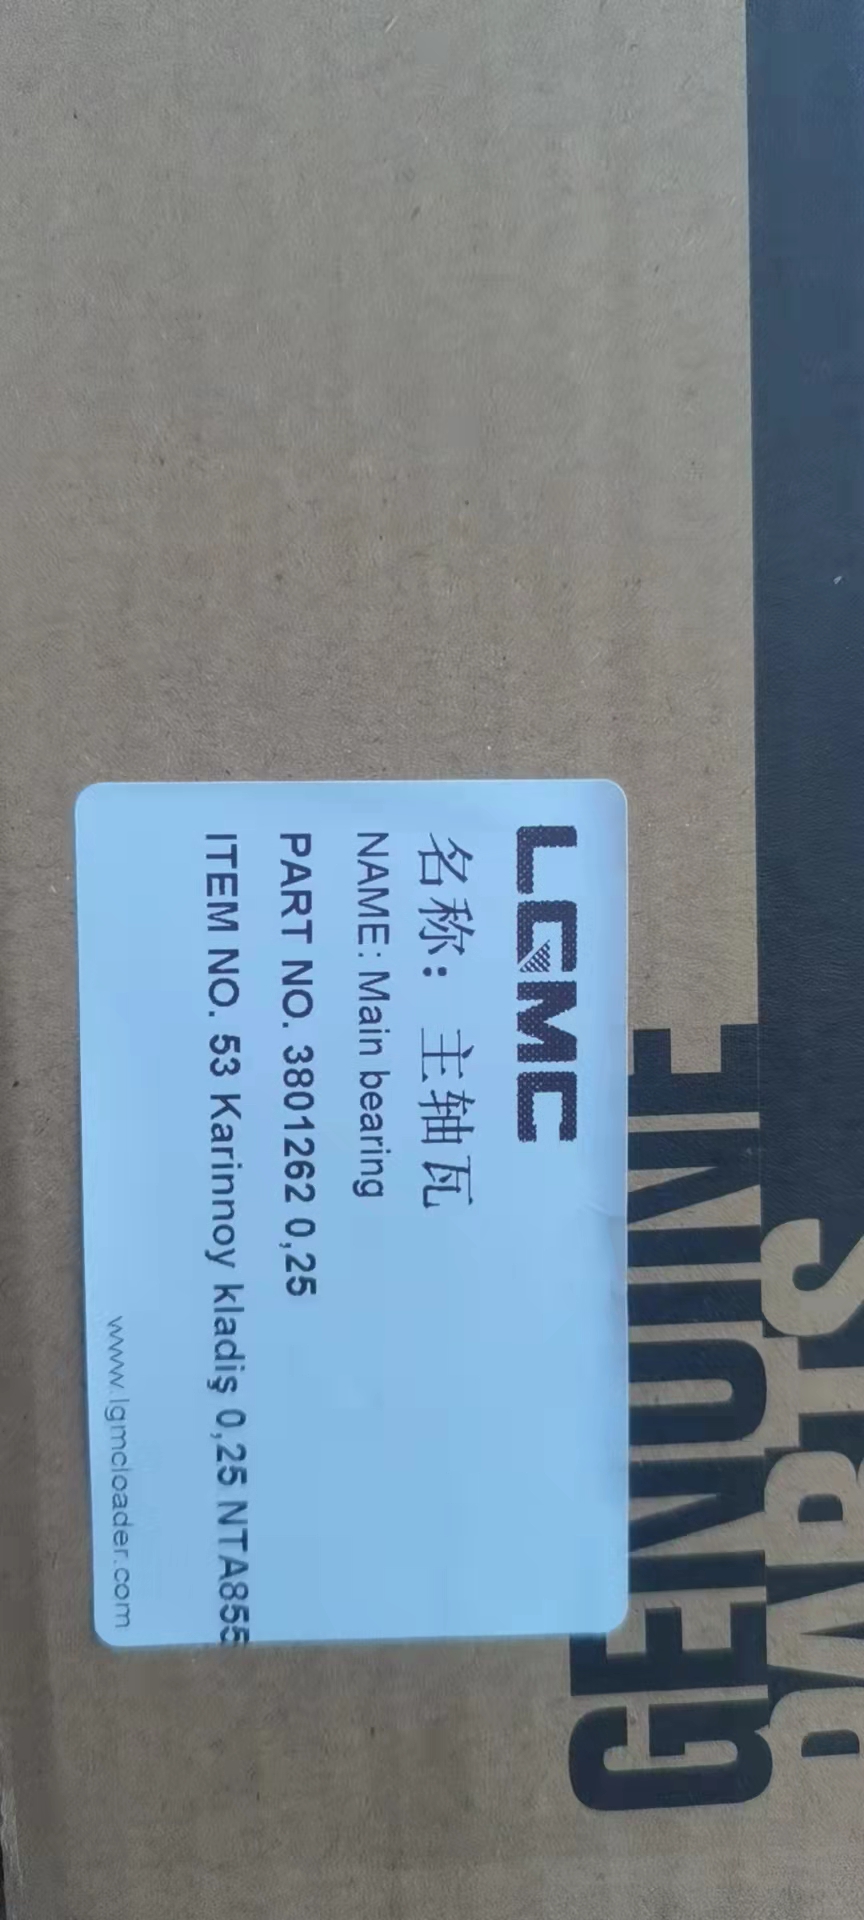 LGMC
名称： 主轴瓦
NAME: Main bearing
PART NO. 3801262 0,25
ITEM NO. 53 Karinnoy kladiş 0,25 NTA855
www.lgmcloader.com
GENUINE
PARTS